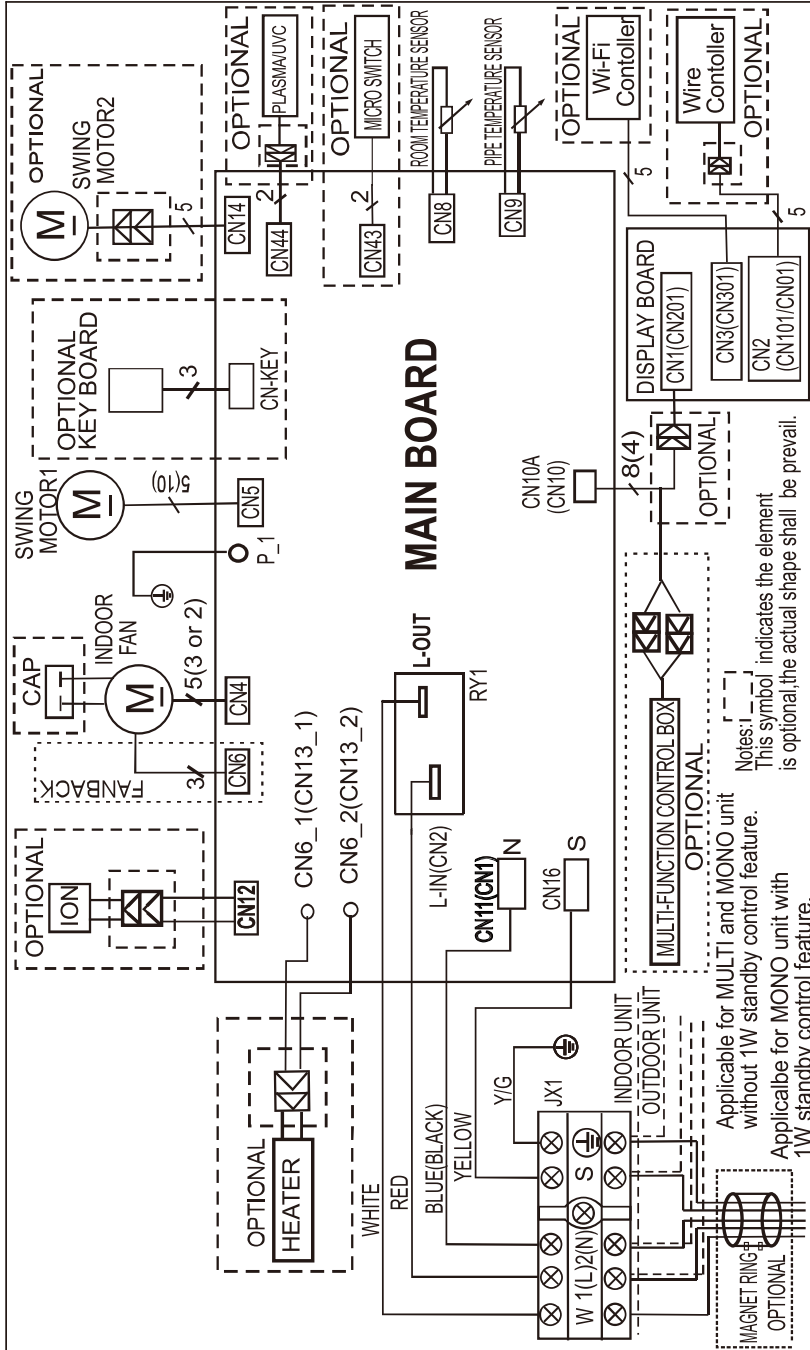 OPTIONAL
ION
CN12
FANBACK
3
CN6
CAP
INDOOR
FAN
M
5(3 or 2)
CN4
P_1
SWING
MOTOR1
M
5(10)
CN5
OPTIONAL
KEY BOARD
3
CN-KEY
OPTIONAL
SWING
MOTOR2
M
5
CN14
OPTIONAL
PLASMA/UVC
2
CN44
OPTIONAL
MICRO SWITCH
2
CN43
ROOM TEMPERATURE SENSOR
CN8
PIPE TEMPERATURE SENSOR
CN9
OPTIONAL
Wi-Fi
Contoller
5
Wire
Contoller
OPTIONAL
5
DISPLAY BOARD
CN1(CN201)
CN3(CN301)
CN2
(CN101/CN01)
OPTIONAL
8(4)
CN10A
(CN10)
MAIN BOARD
OPTIONAL
HEATER
CN6_1(CN13_1)
CN6_2(CN13_2)
L-OUT
RY1
L-IN(CN2)
CN11(CN1)
N
CN16
S
WHITE
RED
BLUE(BLACK)
YELLOW
Y/G
JX1
W 1(L)2(N)
S
INDOOR UNIT
OUTDOOR UNIT
MAGNET RING
OPTIONAL
MULTI-FUNCTION CONTROL BOX
OPTIONAL
Applicable for MULTI and MONO unit
without 1W standby control feature.
Applicalbe for MONO unit with
1W standby control feature.
Notes:
This symbol indicates the element
is optional,the actual shape shall be prevail.